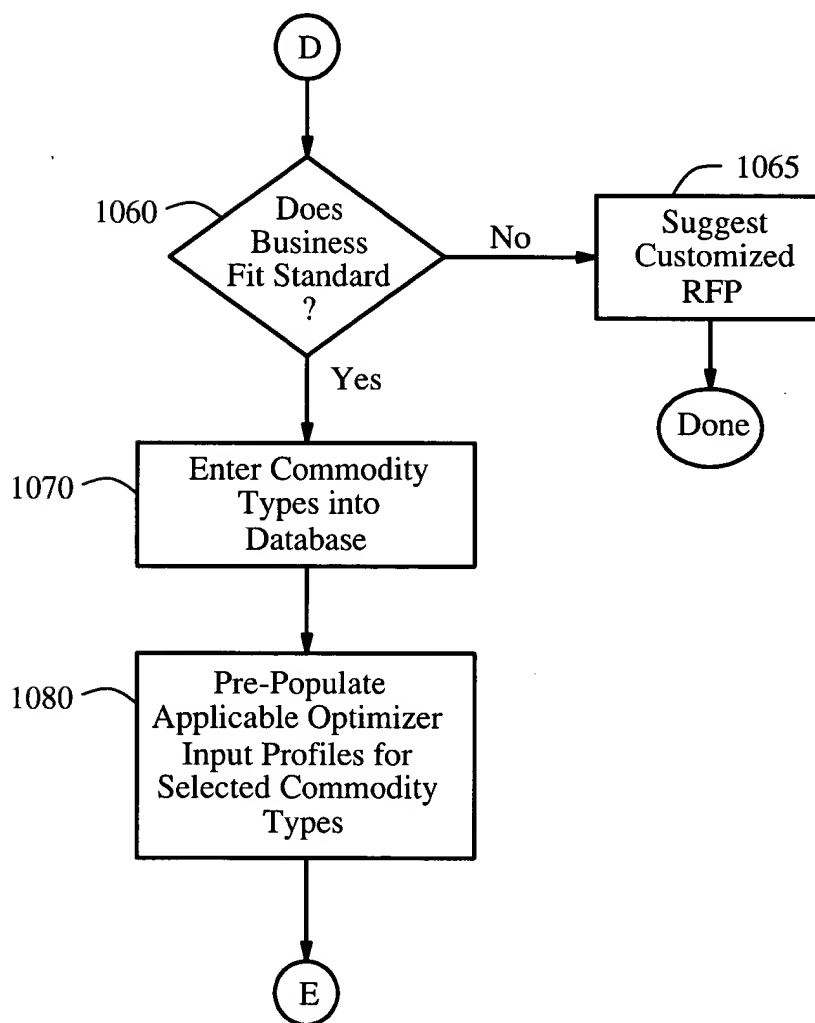 D
1060
Does
Business
Fit Standard
?
No
1065
Suggest
Customized
RFP
Yes
Done
1070
Enter Commodity
Types into
Database
1080
Pre-Populate
Applicable Optimizer
Input Profiles for
Selected Commodity
Types
E